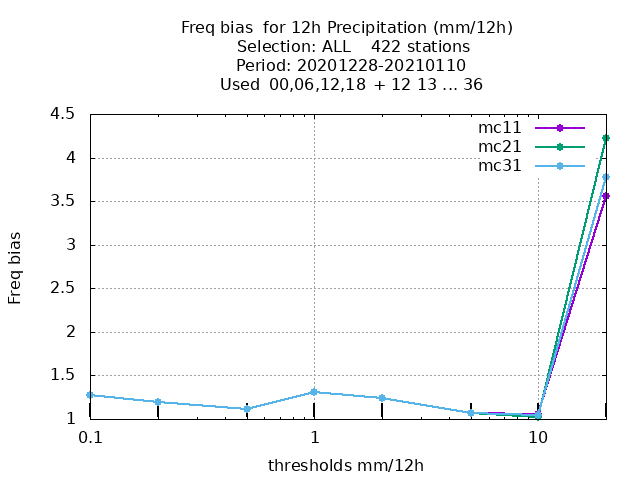 Freq bias  for 12h Precipitation (mm/12h)
Selection: ALL    422 stations
Period: 20201228-20210110
Used  00,06,12,18  + 12 13 ... 36
4.5
4
3.5
3
2.5
2
1.5
1
Freq bias
mc11
mc21
mc31
0.1
1
10
thresholds mm/12h